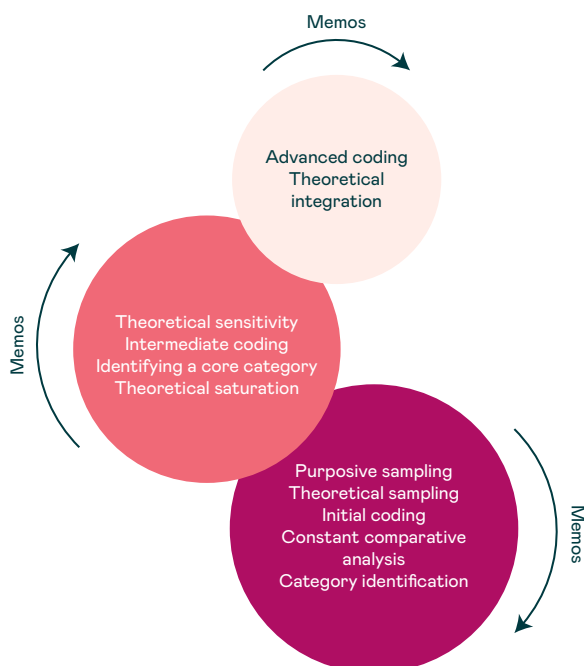 Memos
Advanced coding
Theoretical
integration
Memos
Theoretical sensitivity
Intermediate coding
Identifying a core category
Theoretical saturation
Purposive sampling
Theoretical sampling
Initial coding
Constant comparative
analysis
Category identification
Memos